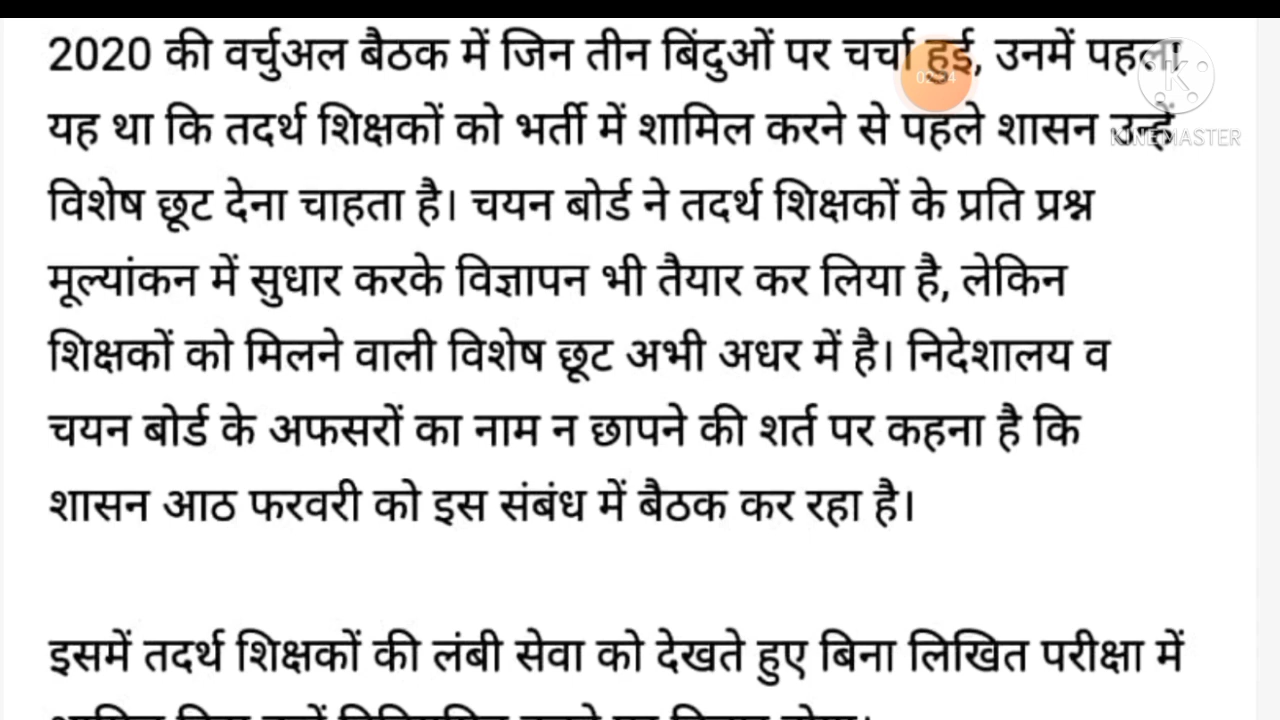 2020 की वर्चुअल बैठक में जिन तीन बिंदुओं पर चर्चा हुई, उनमें पहला
यह था कि तदर्थ शिक्षकों को भर्ती में शामिल करने से पहले शासन उन्हें
विशेष छूट देना चाहता है। चयन बोर्ड ने तदर्थ शिक्षकों के प्रति प्रश्न
मूल्यांकन में सुधार करके विज्ञापन भी तैयार कर लिया है, लेकिन
शिक्षकों को मिलने वाली विशेष छूट अभी अधर में है। निदेशालय व
चयन बोर्ड के अफसरों का नाम न छापने की शर्त पर कहना है कि
शासन आठ फरवरी को इस संबंध में बैठक कर रहा है।
इसमें तदर्थ शिक्षकों की लंबी सेवा को देखते हुए बिना लिखित परीक्षा में
K
KINEMASTER